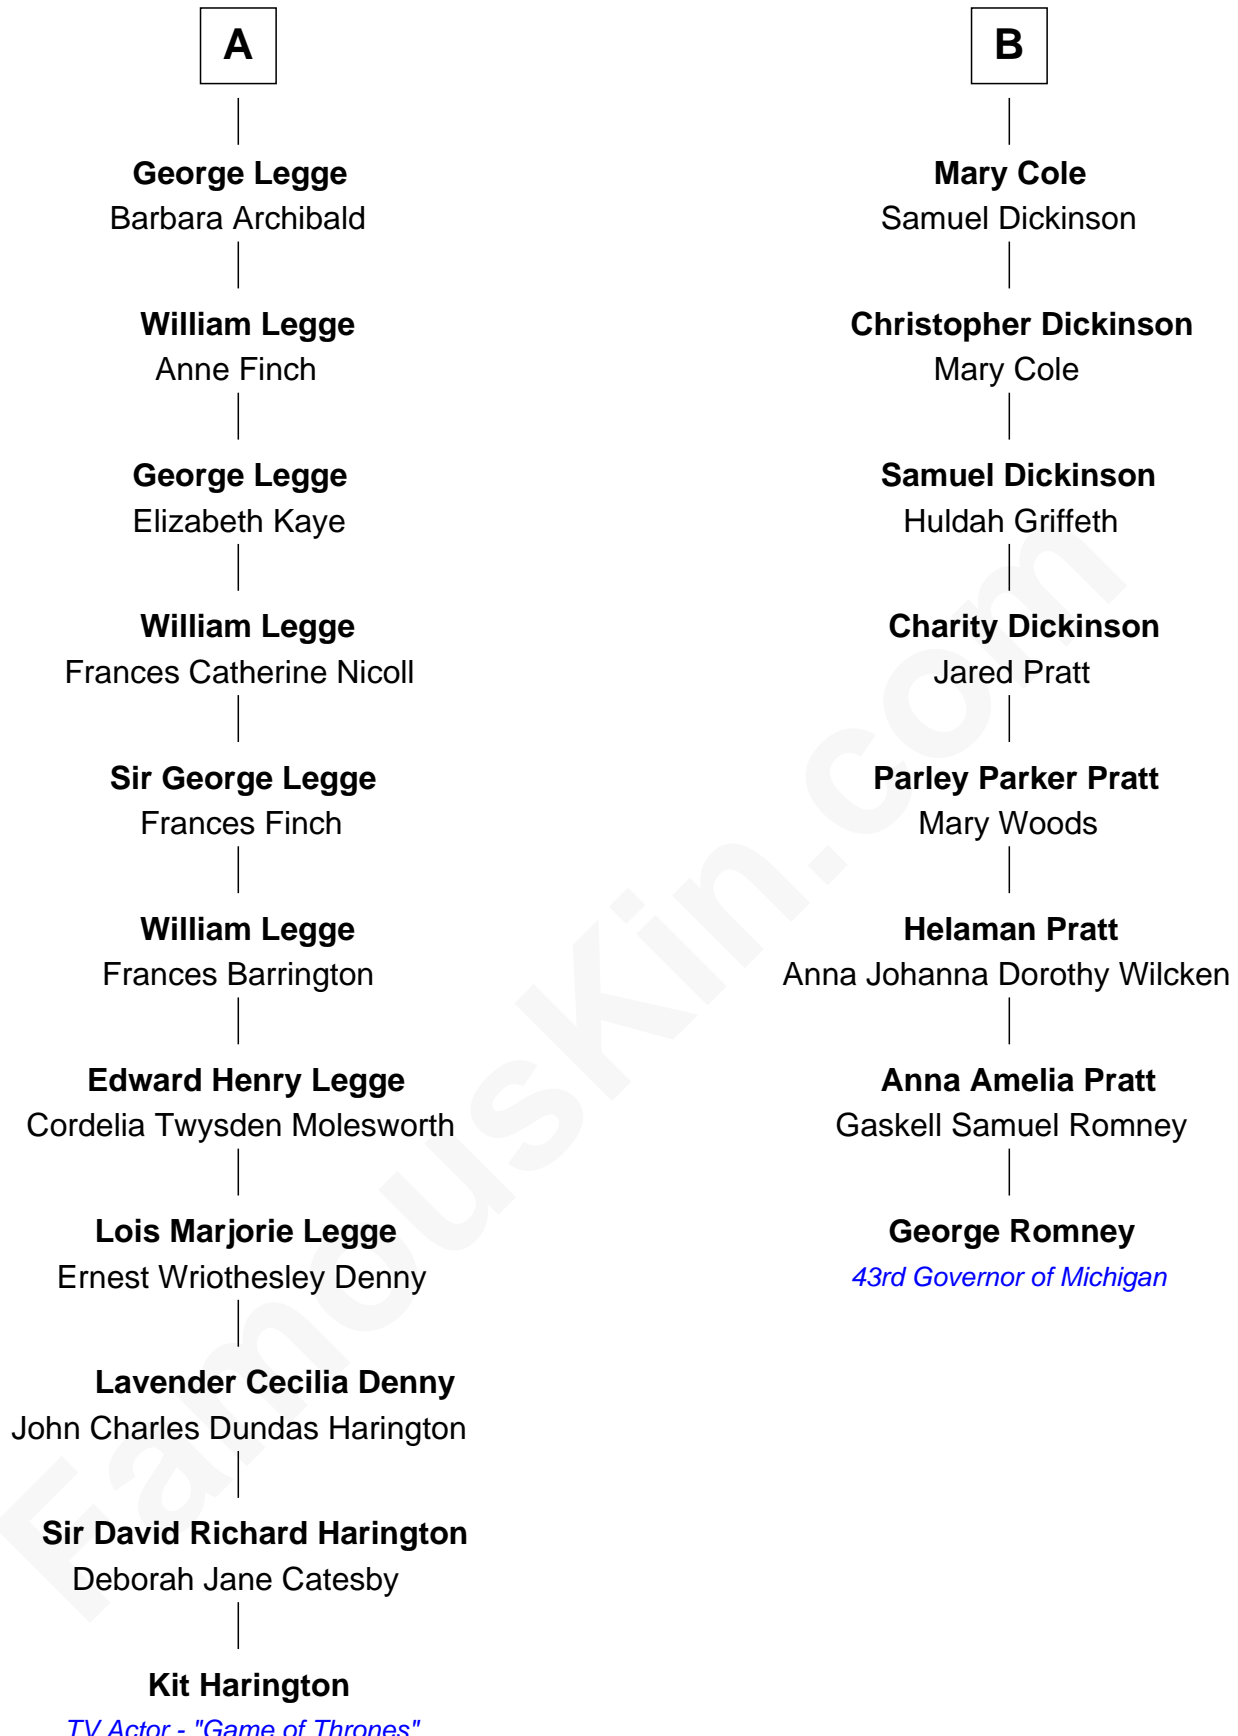 A
George Legge
Barbara Archibald
William Legge
Anne Finch
George Legge
Elizabeth Kaye
William Legge
Frances Catherine Nicoll
Sir George Legge
Frances Finch
William Legge
Frances Barrington
Edward Henry Legge
Cordelia Twysden Molesworth
Lois Marjorie Legge
Ernest Wriothesley Denny
Lavender Cecilia Denny
John Charles Dundas Harington
Sir David Richard Harington
Deborah Jane Catesby
Kit Harington
TV Actor - "Game of Thrones"
B
Mary Cole
Samuel Dickinson
Christopher Dickinson
Mary Cole
Samuel Dickinson
Huldah Griffeth
Charity Dickinson
Jared Pratt
Parley Parker Pratt
Mary Woods
Helaman Pratt
Anna Johanna Dorothy Wilcken
Anna Amelia Pratt
Gaskell Samuel Romney
George Romney
43rd Governor of Michigan
FamousKin.com